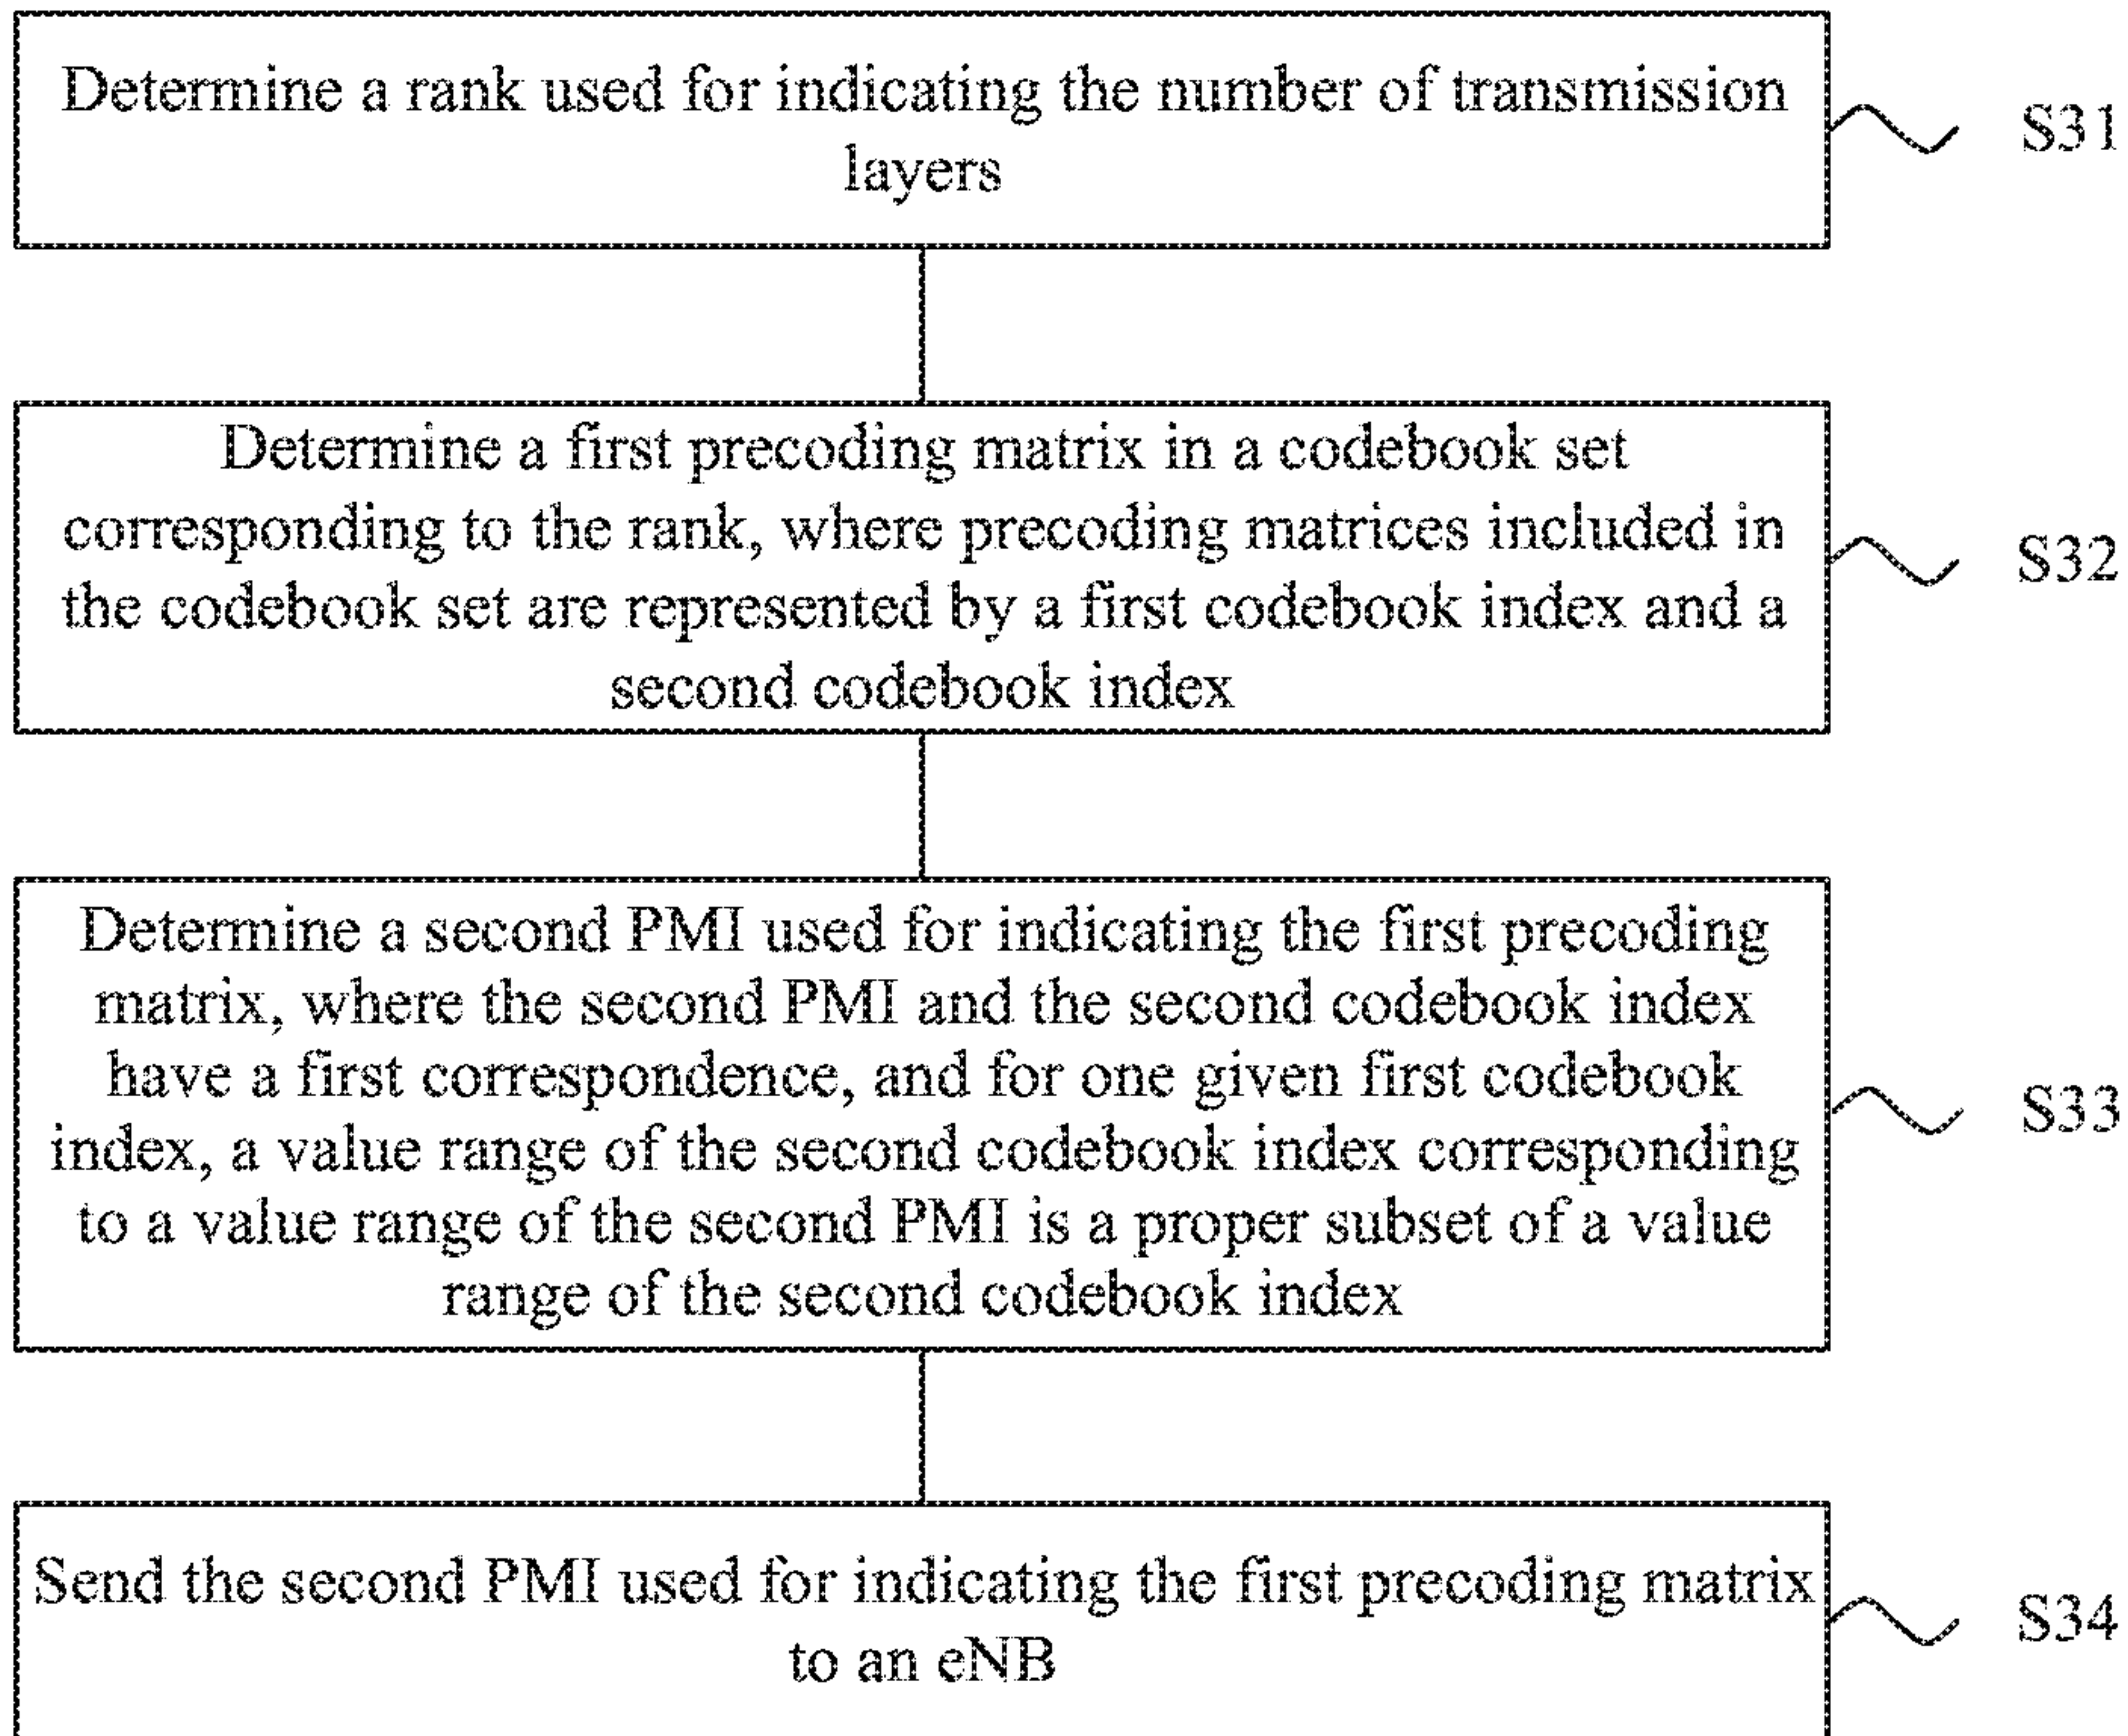 Determine a rank used for indicating the number of transmission
layers
S31
Determine a first precoding matrix in a codebook set
corresponding to the rank, where precoding matrices included in
the codebook set are represented by a first codebook index and a
second codebook index
S32
Determine a second PMI used for indicating the first precoding
matrix, where the second PMI and the second codebook index
have a first correspondence, and for one given first codebook
index, a value range of the second codebook index corresponding
to a value range of the second PMI is a proper subset of a value
range of the second codebook index
S33
Send the second PMI used for indicating the first precoding matrix
to an eNB
S34